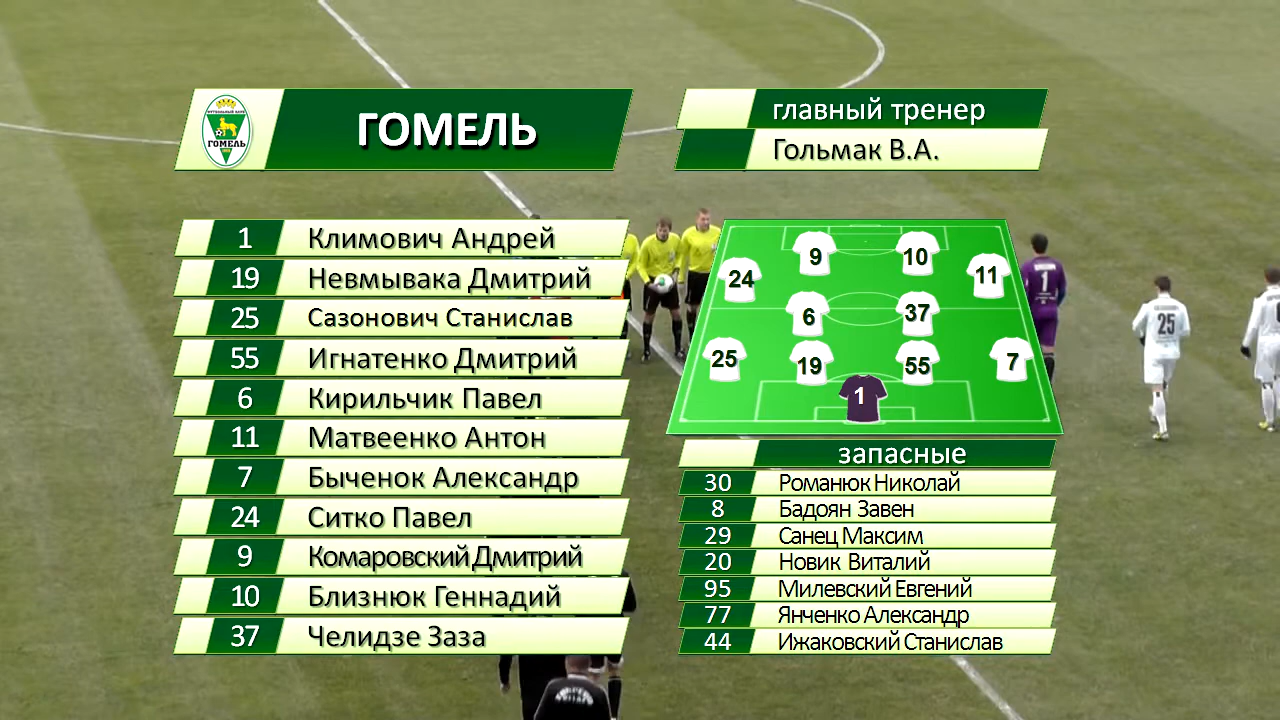 ФУТБОЛЬНЫЙ КЛУБ
ГОМЕЛЬ
ГОМЕЛЬ
главный тренер
Гольмак В.А.
1 Климович Андрей
19 Невмывака Дмитрий
25 Сазонович Станислав
55 Игнатенко Дмитрий
6 Кирильчик Павел
11 Матвеенко Антон
7 Быченок Александр
24 Ситко Павел
9 Комаровский Дмитрий
10 Близнюк Геннадий
37 Челидзе Заза
9 10
24 11
6 37
25 19 55 7
1
запасные
30 Романюк Николай
8 Бадоян Завен
29 Санец Максим
20 Новик Виталий
95 Милевский Евгений
77 Янченко Александр
44 Ижаковский Станислав
1
25